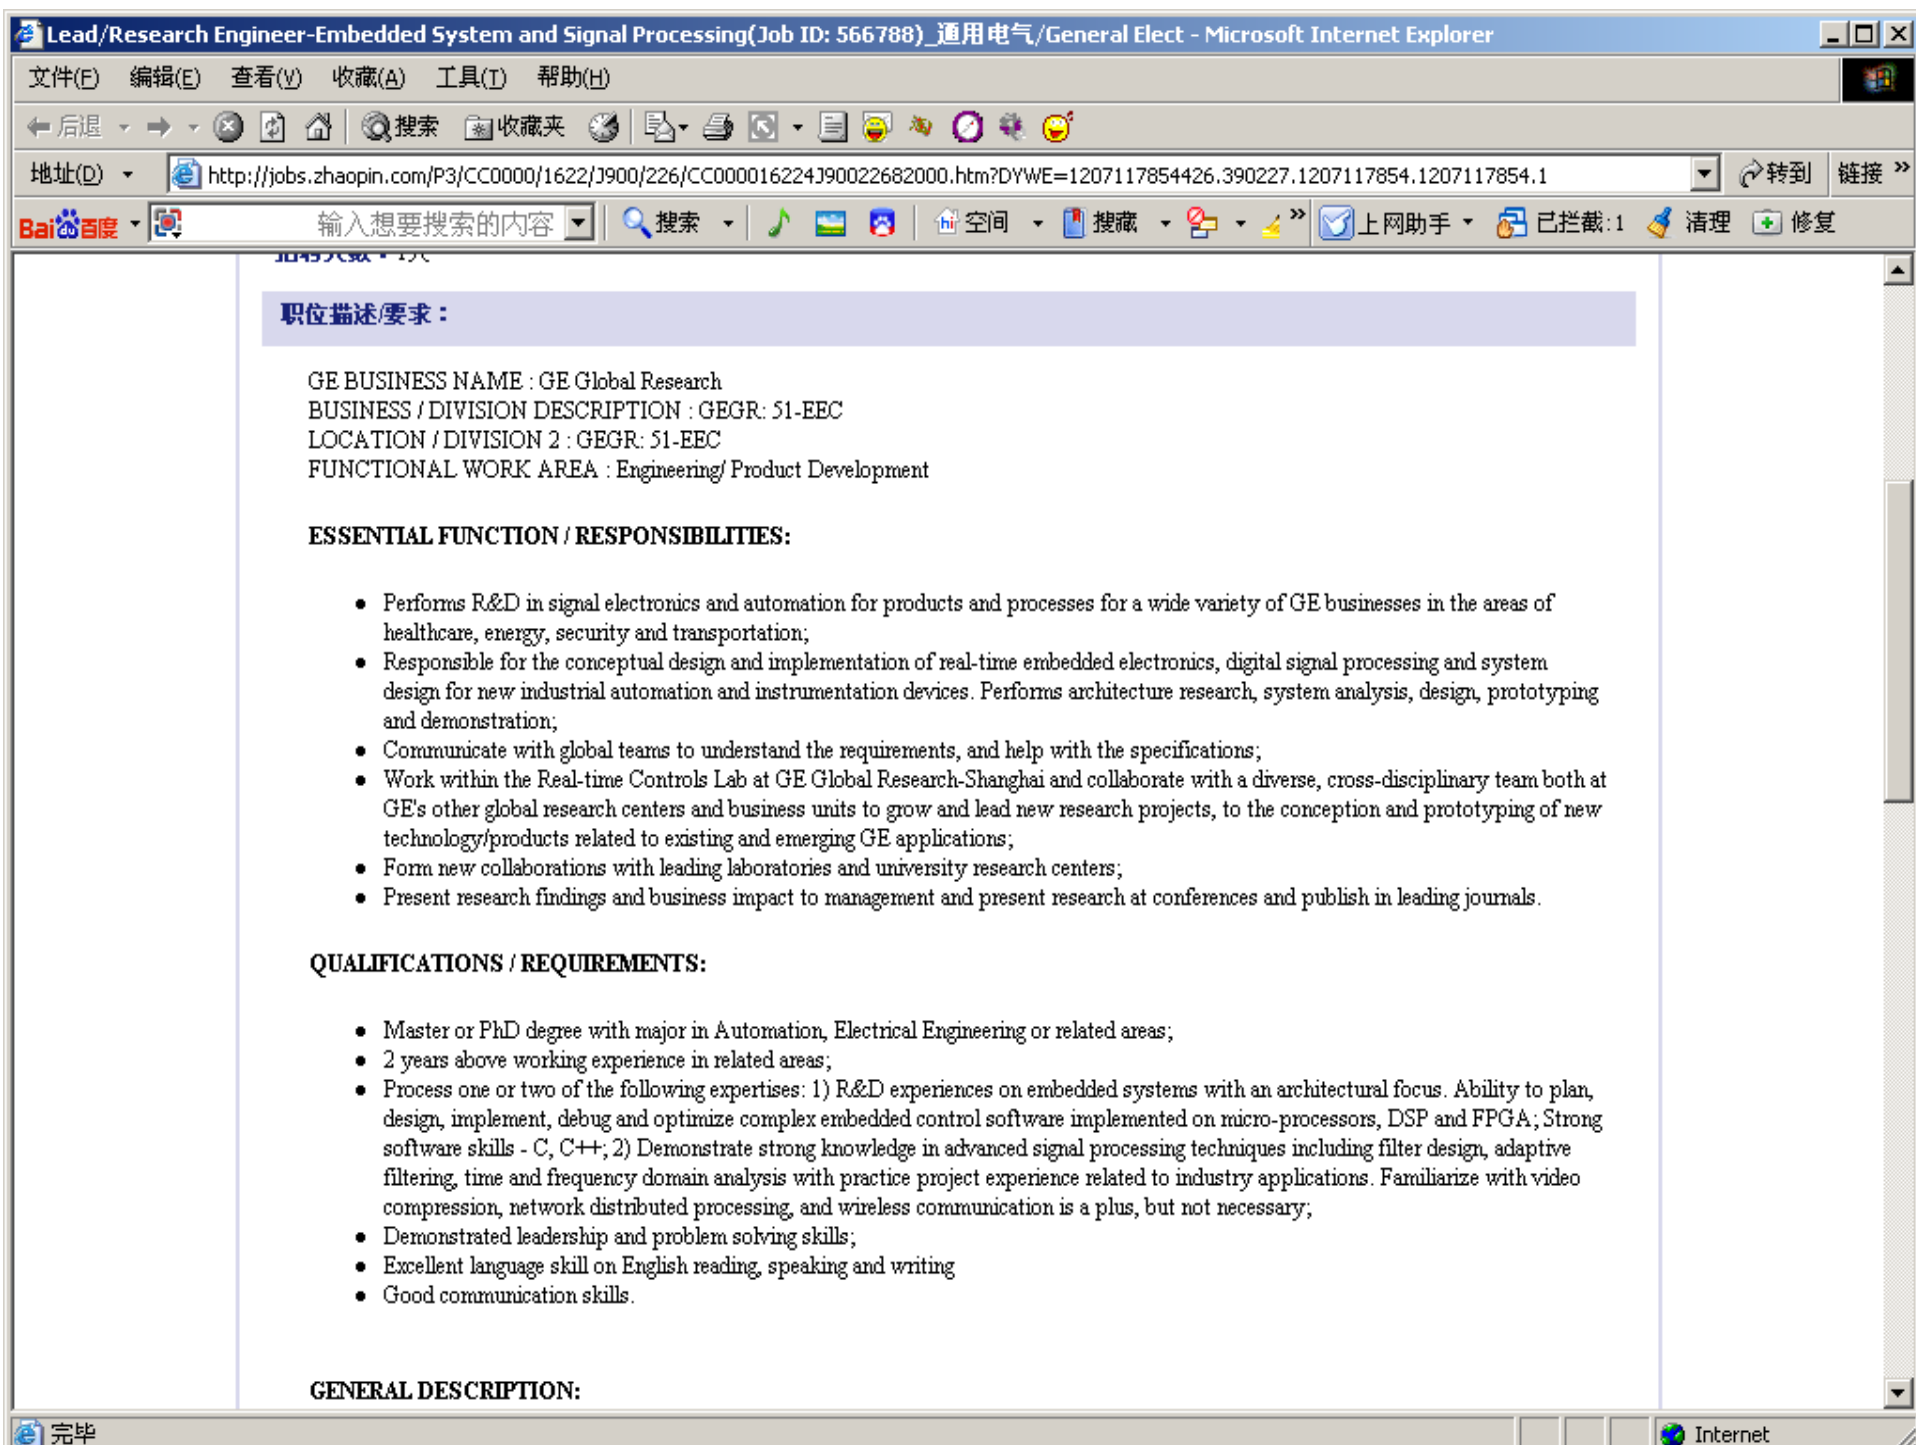 Lead/Research Engineer-Embedded System and Signal Processing(Job ID: 566788)_通用电气/General Elect - Microsoft Internet Explorer
文件(F) 编辑(E) 查看(V) 收藏(A) 工具(T) 帮助(H)
后退 搜索 收藏夹
地址(D) http://jobs.zhaopin.com/P3/CC0000/1622/J900/226/CC000016224J90022682000.htm?DYWE=1207117854426.390227.1207117854.1207117854.1 转到 链接 »
Bai du 百度 输入想要搜索的内容 搜索 hi 空间 搜藏 » 上网助手 已拦截:1 清理 修复
职位描述/要求：
GE BUSINESS NAME : GE Global Research
BUSINESS / DIVISION DESCRIPTION : GEGR: 51-EEC
LOCATION / DIVISION 2 : GEGR: 51-EEC
FUNCTIONAL WORK AREA : Engineering/ Product Development
ESSENTIAL FUNCTION / RESPONSIBILITIES:
● Performs R&D in signal electronics and automation for products and processes for a wide variety of GE businesses in the areas of
healthcare, energy, security and transportation;
● Responsible for the conceptual design and implementation of real-time embedded electronics, digital signal processing and system
design for new industrial automation and instrumentation devices. Performs architecture research, system analysis, design, prototyping
and demonstration;
● Communicate with global teams to understand the requirements, and help with the specifications;
● Work within the Real-time Controls Lab at GE Global Research-Shanghai and collaborate with a diverse, cross-disciplinary team both at
GE's other global research centers and business units to grow and lead new research projects, to the conception and prototyping of new
technology/products related to existing and emerging GE applications;
● Form new collaborations with leading laboratories and university research centers;
● Present research findings and business impact to management and present research at conferences and publish in leading journals.
QUALIFICATIONS / REQUIREMENTS:
● Master or PhD degree with major in Automation, Electrical Engineering or related areas;
● 2 years above working experience in related areas;
● Process one or two of the following expertises: 1) R&D experiences on embedded systems with an architectural focus. Ability to plan,
design, implement, debug and optimize complex embedded control software implemented on micro-processors, DSP and FPGA; Strong
software skills - C, C++; 2) Demonstrate strong knowledge in advanced signal processing techniques including filter design, adaptive
filtering, time and frequency domain analysis with practice project experience related to industry applications. Familiarize with video
compression, network distributed processing, and wireless communication is a plus, but not necessary;
● Demonstrated leadership and problem solving skills;
● Excellent language skill on English reading, speaking and writing
● Good communication skills.
GENERAL DESCRIPTION:
完毕 Internet